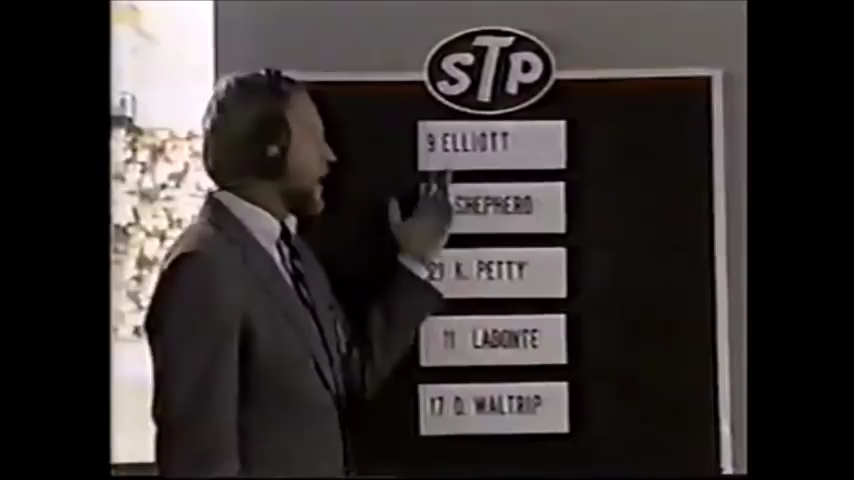 STP
9 ELLIOTT
SHEPHERD
K. PETTY
11 LABONTE
17 D. WALTRIP